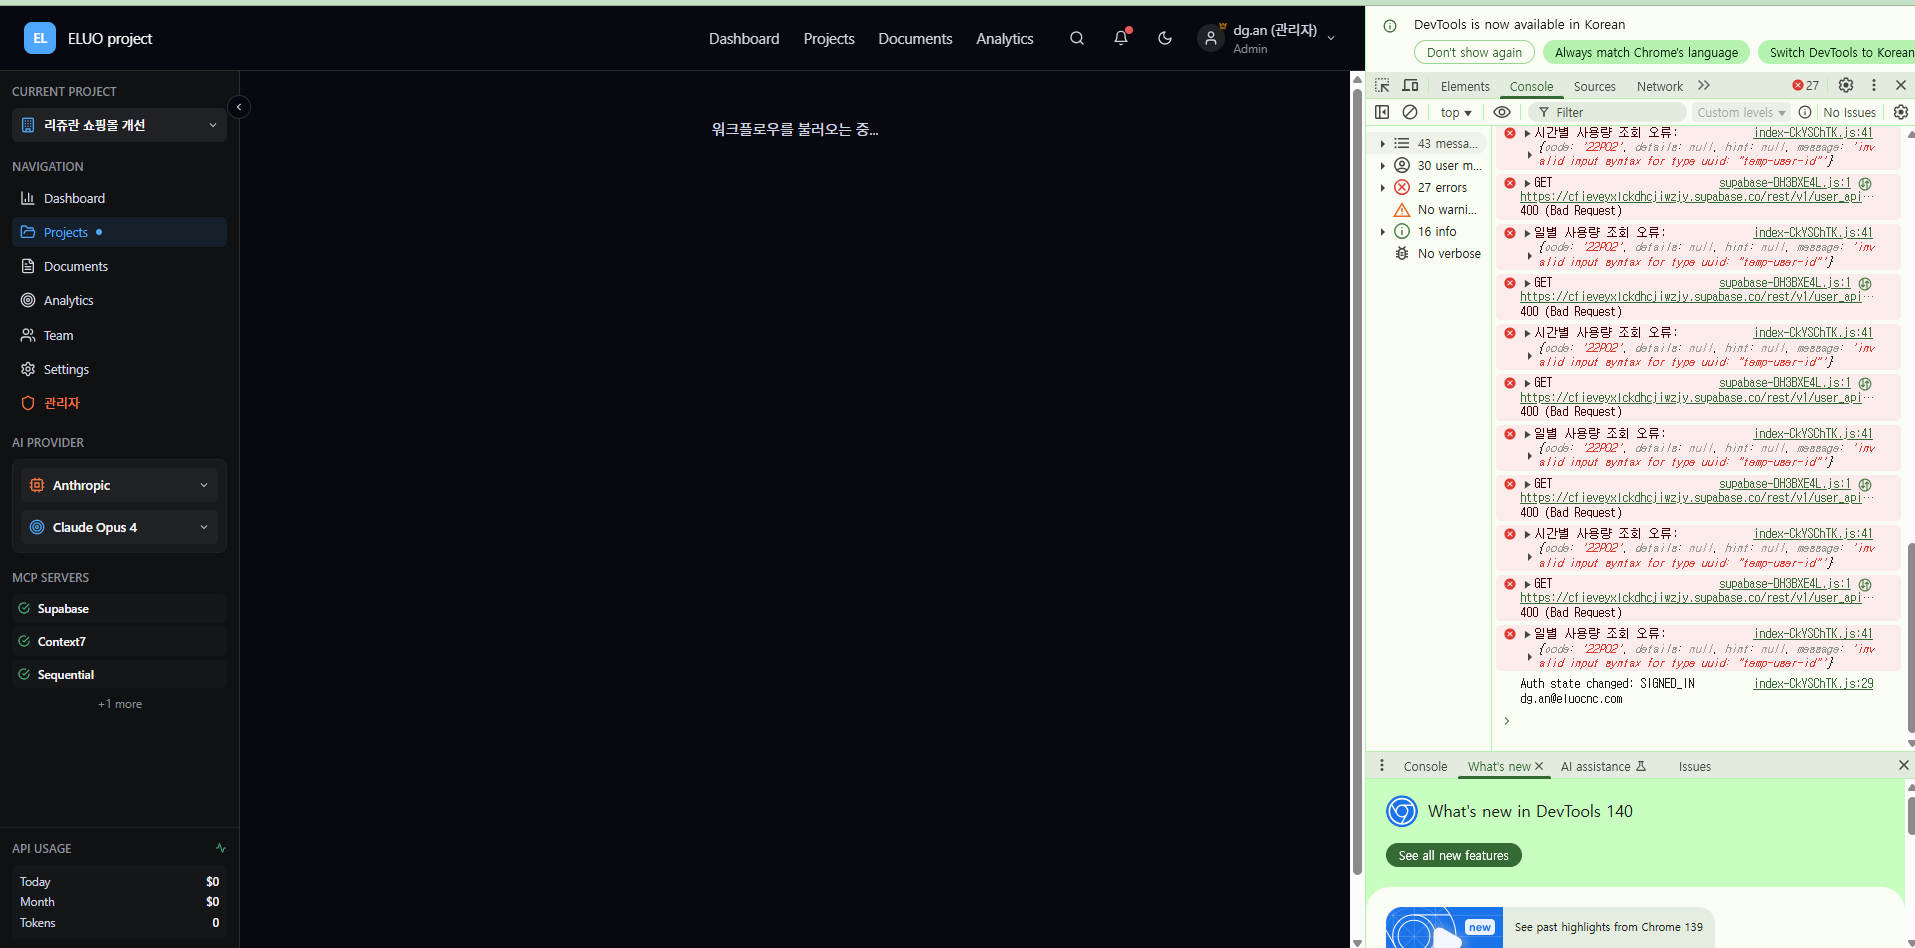 EL
ELUO project
Dashboard
Projects
Documents
Analytics
dg.an (관리자)
Admin
CURRENT PROJECT
리쥬란 쇼핑몰 개선
NAVIGATION
Dashboard
Projects
Documents
Analytics
Team
Settings
관리자
AI PROVIDER
Anthropic
Claude Opus 4
MCP SERVERS
Supabase
Context7
Sequential
+1 more
API USAGE
Today $0
Month $0
Tokens 0
워크플로우를 불러오는 중...
DevTools is now available in Korean
Don't show again
Always match Chrome's language
Switch DevTools to Korean
Elements
Console
Sources
Network
27
top
Filter
Custom levels
No Issues
43 messa...
30 user m...
27 errors
No warni...
16 info
No verbose
시간별 사용량 조회 오류: index-CkYSChTK.js:41
{code: '22P02', details: null, hint: null, message: 'inv
alid input syntax for type uuid: "temp-user-id"'}
GET supabase-DH3BXE4L.js:1
https://cfieveyxlckdhcjiwzjy.supabase.co/rest/v1/user_api…
400 (Bad Request)
일별 사용량 조회 오류: index-CkYSChTK.js:41
{code: '22P02', details: null, hint: null, message: 'inv
alid input syntax for type uuid: "temp-user-id"'}
GET supabase-DH3BXE4L.js:1
https://cfieveyxlckdhcjiwzjy.supabase.co/rest/v1/user_api…
400 (Bad Request)
시간별 사용량 조회 오류: index-CkYSChTK.js:41
{code: '22P02', details: null, hint: null, message: 'inv
alid input syntax for type uuid: "temp-user-id"'}
GET supabase-DH3BXE4L.js:1
https://cfieveyxlckdhcjiwzjy.supabase.co/rest/v1/user_api…
400 (Bad Request)
일별 사용량 조회 오류: index-CkYSChTK.js:41
{code: '22P02', details: null, hint: null, message: 'inv
alid input syntax for type uuid: "temp-user-id"'}
GET supabase-DH3BXE4L.js:1
https://cfieveyxlckdhcjiwzjy.supabase.co/rest/v1/user_api…
400 (Bad Request)
시간별 사용량 조회 오류: index-CkYSChTK.js:41
{code: '22P02', details: null, hint: null, message: 'inv
alid input syntax for type uuid: "temp-user-id"'}
GET supabase-DH3BXE4L.js:1
https://cfieveyxlckdhcjiwzjy.supabase.co/rest/v1/user_api…
400 (Bad Request)
일별 사용량 조회 오류: index-CkYSChTK.js:41
{code: '22P02', details: null, hint: null, message: 'inv
alid input syntax for type uuid: "temp-user-id"'}
Auth state changed: SIGNED_IN index-CkYSChTK.js:29
dg.an@eluocnc.com
Console
What's new
AI assistance
Issues
What's new in DevTools 140
See all new features
new
See past highlights from Chrome 139